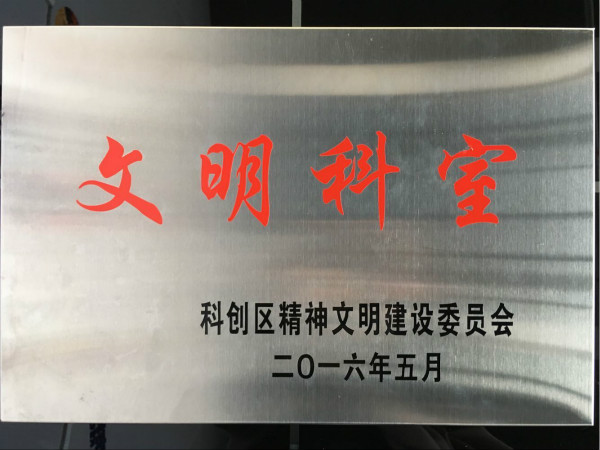 文明科室
科创区精神文明建设委员会
二〇一六年五月